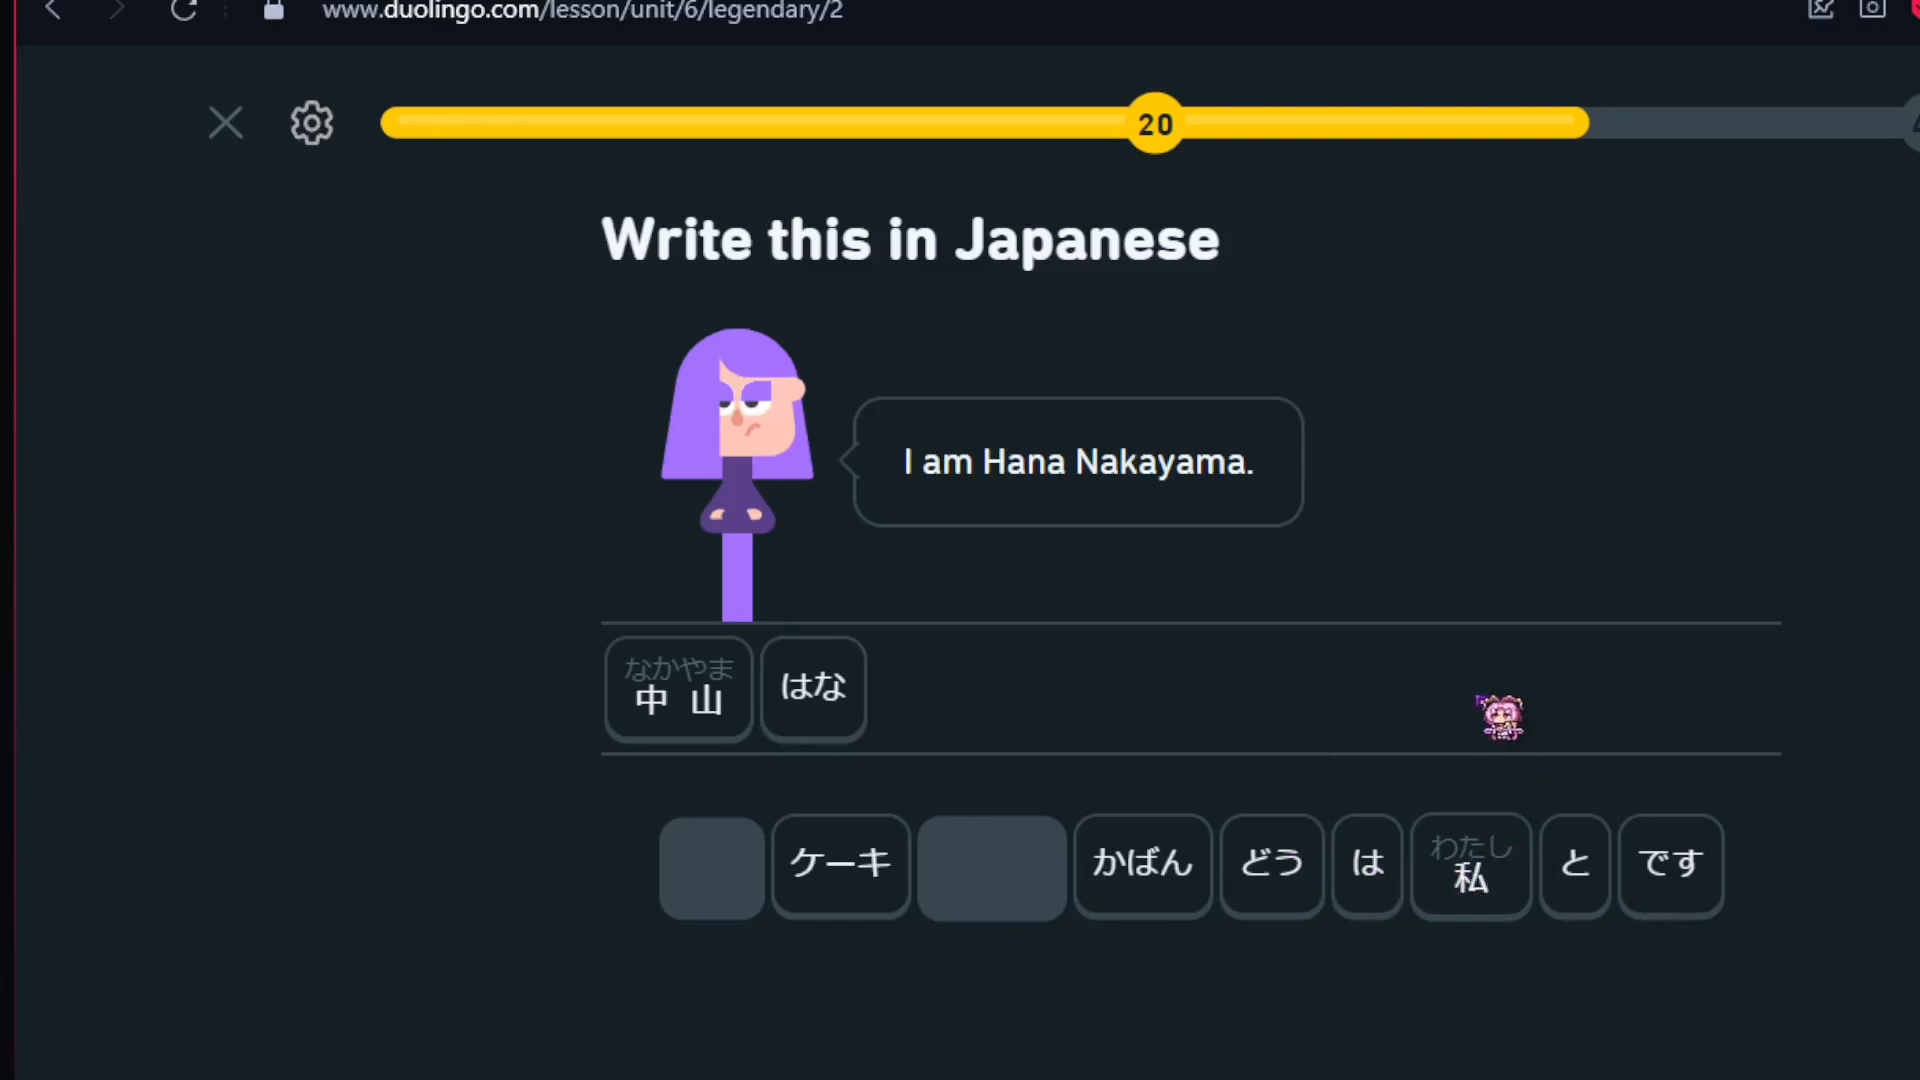 www.duolingo.com/lesson/unit/6/legendary/2
20
Write this in Japanese
I am Hana Nakayama.
なかやま
中山 はな
わたし
ケーキ かばん どう は 私 と です